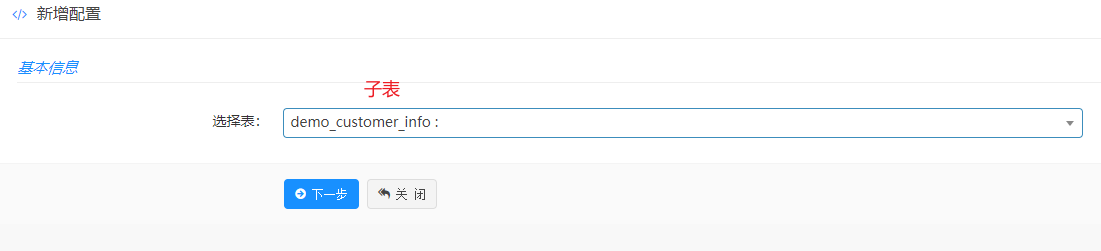 </> 新增配置
基本信息
子表
选择表： demo_customer_info :
下一步 关 闭